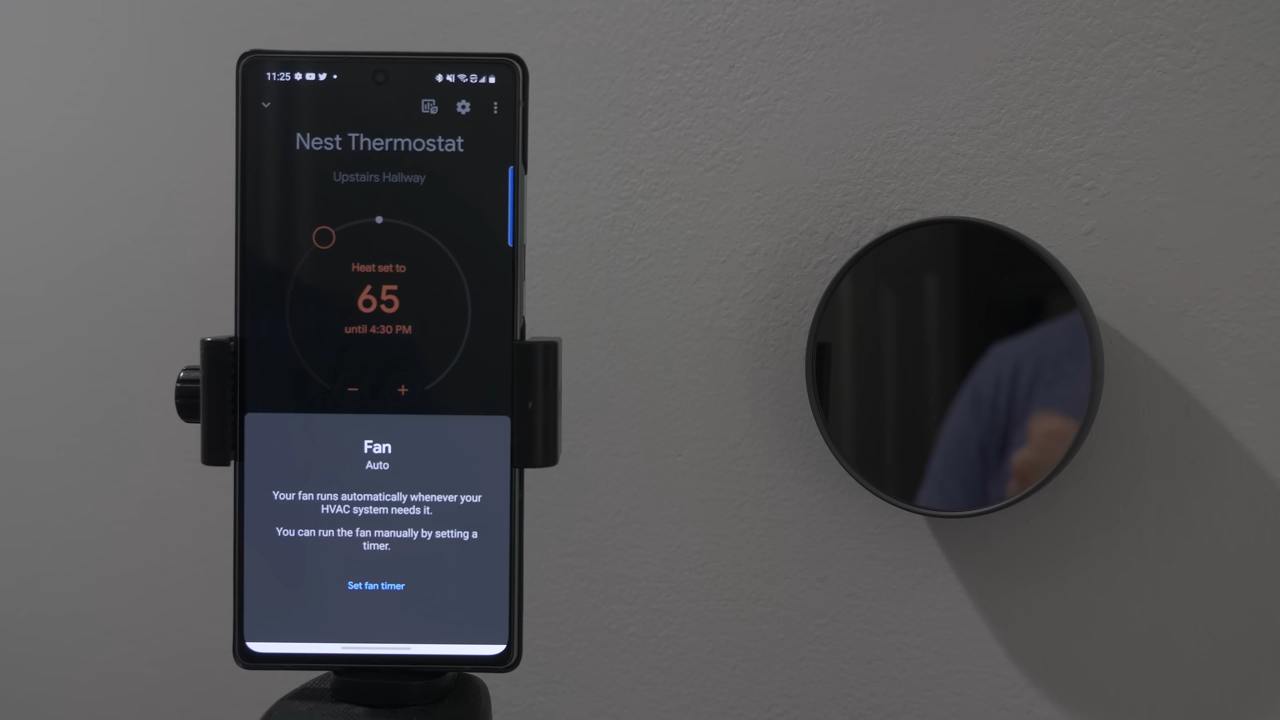 11:25
Nest Thermostat
Upstairs Hallway
Heat set to
65
until 4:30 PM
− +
Fan
Auto
Your fan runs automatically whenever your
HVAC system needs it.
You can run the fan manually by setting a
timer.
Set fan timer